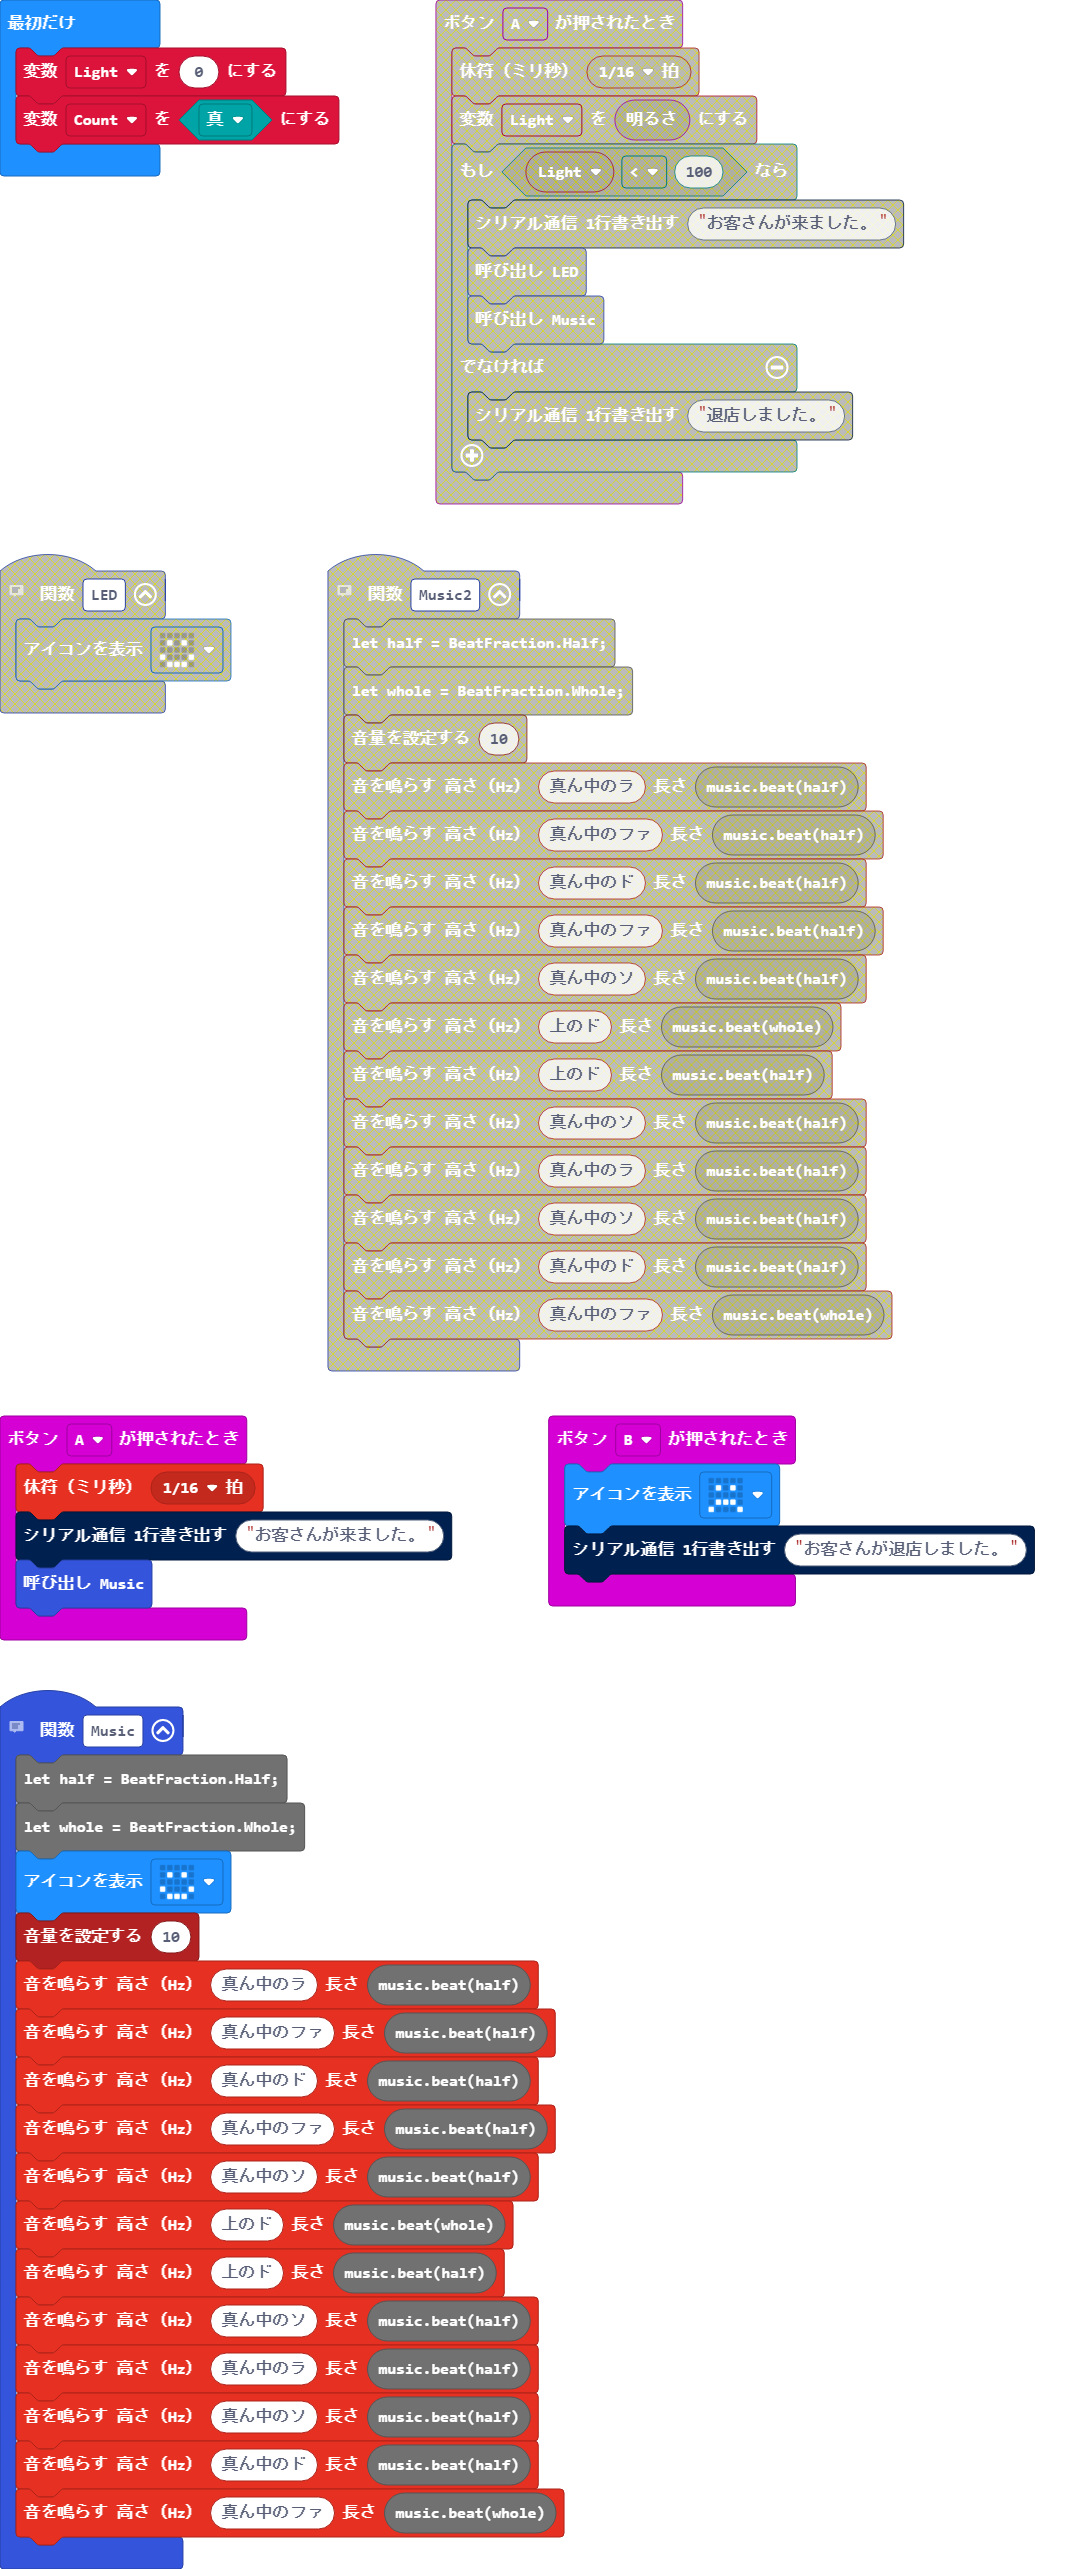 最初だけ
変数 Light を 0 にする
変数 Count を 真 にする
ボタン A が押されたとき
休符（ミリ秒） 1/16 拍
変数 Light を 明るさ にする
もし Light < 100 なら
シリアル通信 1行書き出す "お客さんが来ました。"
呼び出し LED
呼び出し Music
でなければ
シリアル通信 1行書き出す "退店しました。"
関数 LED
アイコンを表示
関数 Music2
let half = BeatFraction.Half;
let whole = BeatFraction.Whole;
音量を設定する 10
音を鳴らす 高さ（Hz） 真ん中のラ 長さ music.beat(half)
音を鳴らす 高さ（Hz） 真ん中のファ 長さ music.beat(half)
音を鳴らす 高さ（Hz） 真ん中のド 長さ music.beat(half)
音を鳴らす 高さ（Hz） 真ん中のファ 長さ music.beat(half)
音を鳴らす 高さ（Hz） 真ん中のソ 長さ music.beat(half)
音を鳴らす 高さ（Hz） 上のド 長さ music.beat(whole)
音を鳴らす 高さ（Hz） 上のド 長さ music.beat(half)
音を鳴らす 高さ（Hz） 真ん中のソ 長さ music.beat(half)
音を鳴らす 高さ（Hz） 真ん中のラ 長さ music.beat(half)
音を鳴らす 高さ（Hz） 真ん中のソ 長さ music.beat(half)
音を鳴らす 高さ（Hz） 真ん中のド 長さ music.beat(half)
音を鳴らす 高さ（Hz） 真ん中のファ 長さ music.beat(whole)
ボタン A が押されたとき
休符（ミリ秒） 1/16 拍
シリアル通信 1行書き出す "お客さんが来ました。"
呼び出し Music
ボタン B が押されたとき
アイコンを表示
シリアル通信 1行書き出す "お客さんが退店しました。"
関数 Music
let half = BeatFraction.Half;
let whole = BeatFraction.Whole;
アイコンを表示
音量を設定する 10
音を鳴らす 高さ（Hz） 真ん中のラ 長さ music.beat(half)
音を鳴らす 高さ（Hz） 真ん中のファ 長さ music.beat(half)
音を鳴らす 高さ（Hz） 真ん中のド 長さ music.beat(half)
音を鳴らす 高さ（Hz） 真ん中のファ 長さ music.beat(half)
音を鳴らす 高さ（Hz） 真ん中のソ 長さ music.beat(half)
音を鳴らす 高さ（Hz） 上のド 長さ music.beat(whole)
音を鳴らす 高さ（Hz） 上のド 長さ music.beat(half)
音を鳴らす 高さ（Hz） 真ん中のソ 長さ music.beat(half)
音を鳴らす 高さ（Hz） 真ん中のラ 長さ music.beat(half)
音を鳴らす 高さ（Hz） 真ん中のソ 長さ music.beat(half)
音を鳴らす 高さ（Hz） 真ん中のド 長さ music.beat(half)
音を鳴らす 高さ（Hz） 真ん中のファ 長さ music.beat(whole)